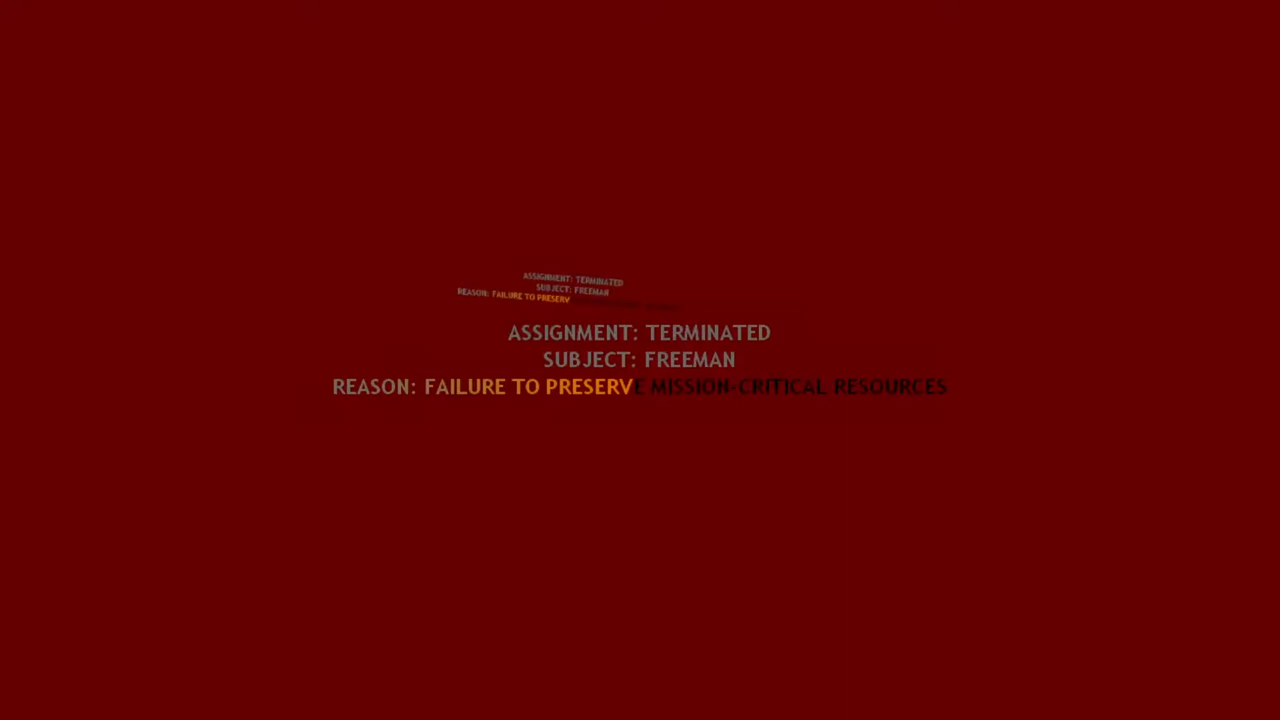 ASSIGNMENT: TERMINATED
SUBJECT: FREEMAN
REASON: FAILURE TO PRESERV
ASSIGNMENT: TERMINATED
SUBJECT: FREEMAN
REASON: FAILURE TO PRESERVE MISSION-CRITICAL RESOURCES